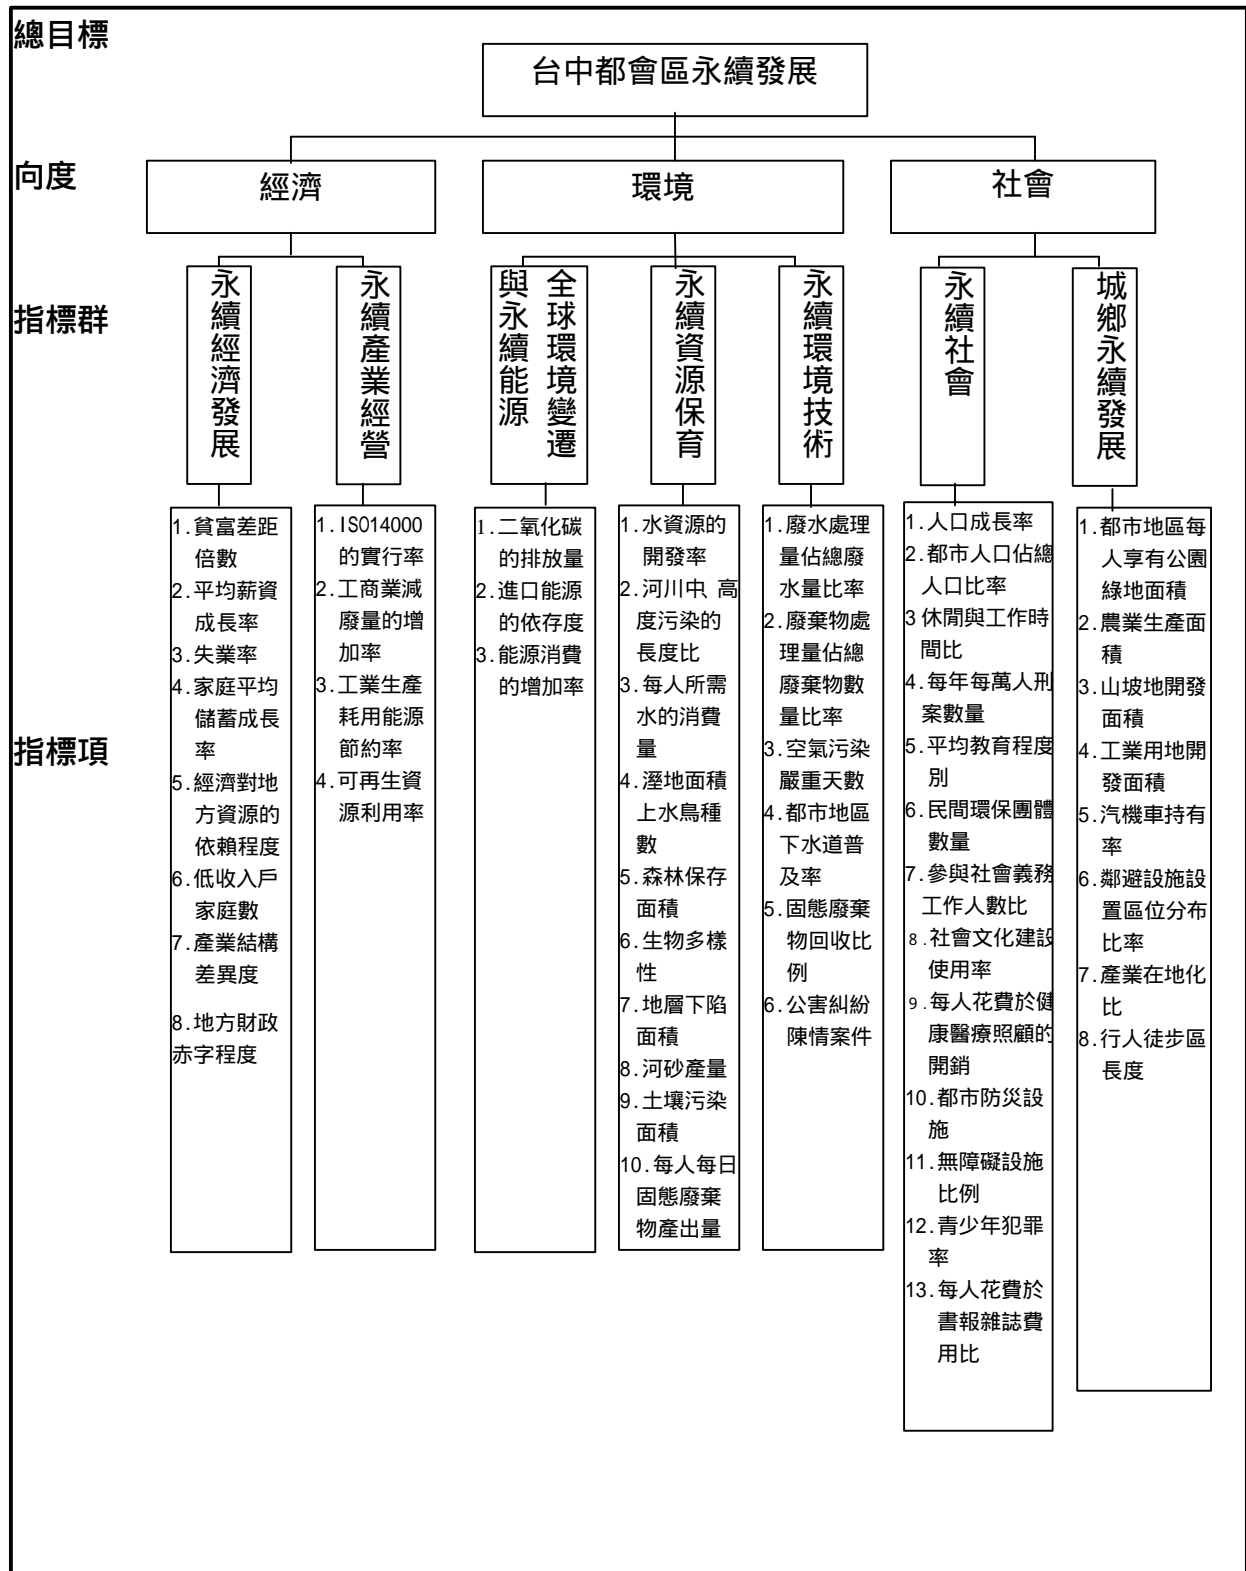 總目標
台中都會區永續發展
向度
經濟
環境
社會
指標群
永續經濟發展
永續產業經營
全球環境變遷
與永續能源
永續資源保育
永續環境技術
永續社會
城鄉永續發展
指標項
1.貧富差距
倍數
2.平均薪資
成長率
3.失業率
4.家庭平均
儲蓄成長
率
5.經濟對地
方資源的
依賴程度
6.低收入戶
家庭數
7.產業結構
差異度
8.地方財政
赤字程度
1.ISO14000
的實行率
2.工商業減
廢量的增
加率
3.工業生產
耗用能源
節約率
4.可再生資
源利用率
1.二氧化碳
的排放量
2.進口能源
的依存度
3.能源消費
的增加率
1.水資源的
開發率
2.河川中、高
度污染的
長度比
3.每人所需
水的消費
量
4.溼地面積
上水鳥種
數
5.森林保存
面積
6.生物多樣
性
7.地層下陷
面積
8.河砂產量
9.土壤污染
面積
10.每人每日
固態廢棄
物產出量
1.廢水處理
量佔總廢
水量比率
2.廢棄物處
理量佔總
廢棄物數
量比率
3.空氣污染
嚴重天數
4.都市地區
下水道普
及率
5.固態廢棄
物回收比
例
6.公害糾紛
陳情案件
1.人口成長率
2.都市人口佔總
人口比率
3 休閒與工作時
間比
4.每年每萬人刑
案數量
5.平均教育程度
別
6.民間環保團體
數量
7.參與社會義務
工作人數比
8.社會文化建設
使用率
9.每人花費於健
康醫療照顧的
開銷
10.都市防災設
施
11.無障礙設施
比例
12.青少年犯罪
率
13.每人花費於
書報雜誌費
用比
1.都市地區每
人享有公園
綠地面積
2.農業生產面
積
3.山坡地開發
面積
4.工業用地開
發面積
5.汽機車持有
率
6.鄰避設施設
置區位分布
比率
7.產業在地化
比
8.行人徒步區
長度